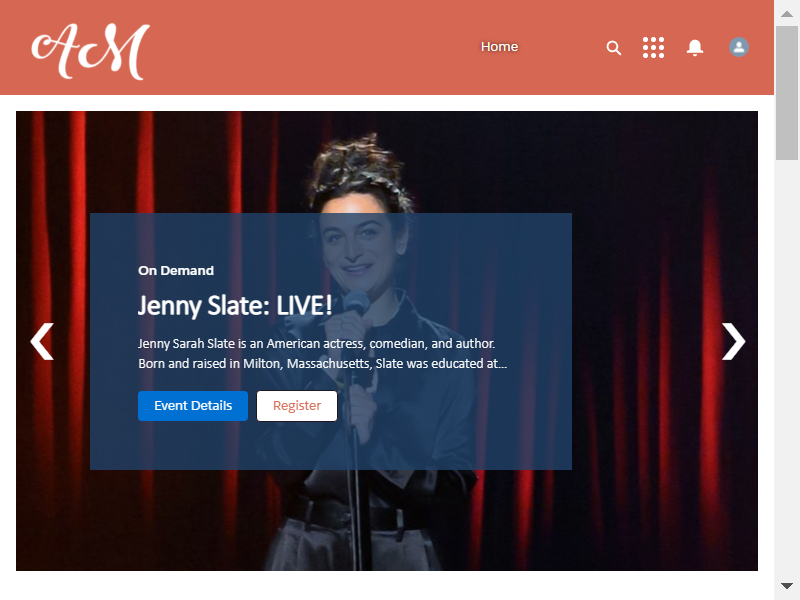 AM
Home
On Demand
Jenny Slate: LIVE!
Jenny Sarah Slate is an American actress, comedian, and author.
Born and raised in Milton, Massachusetts, Slate was educated at...
Event Details
Register